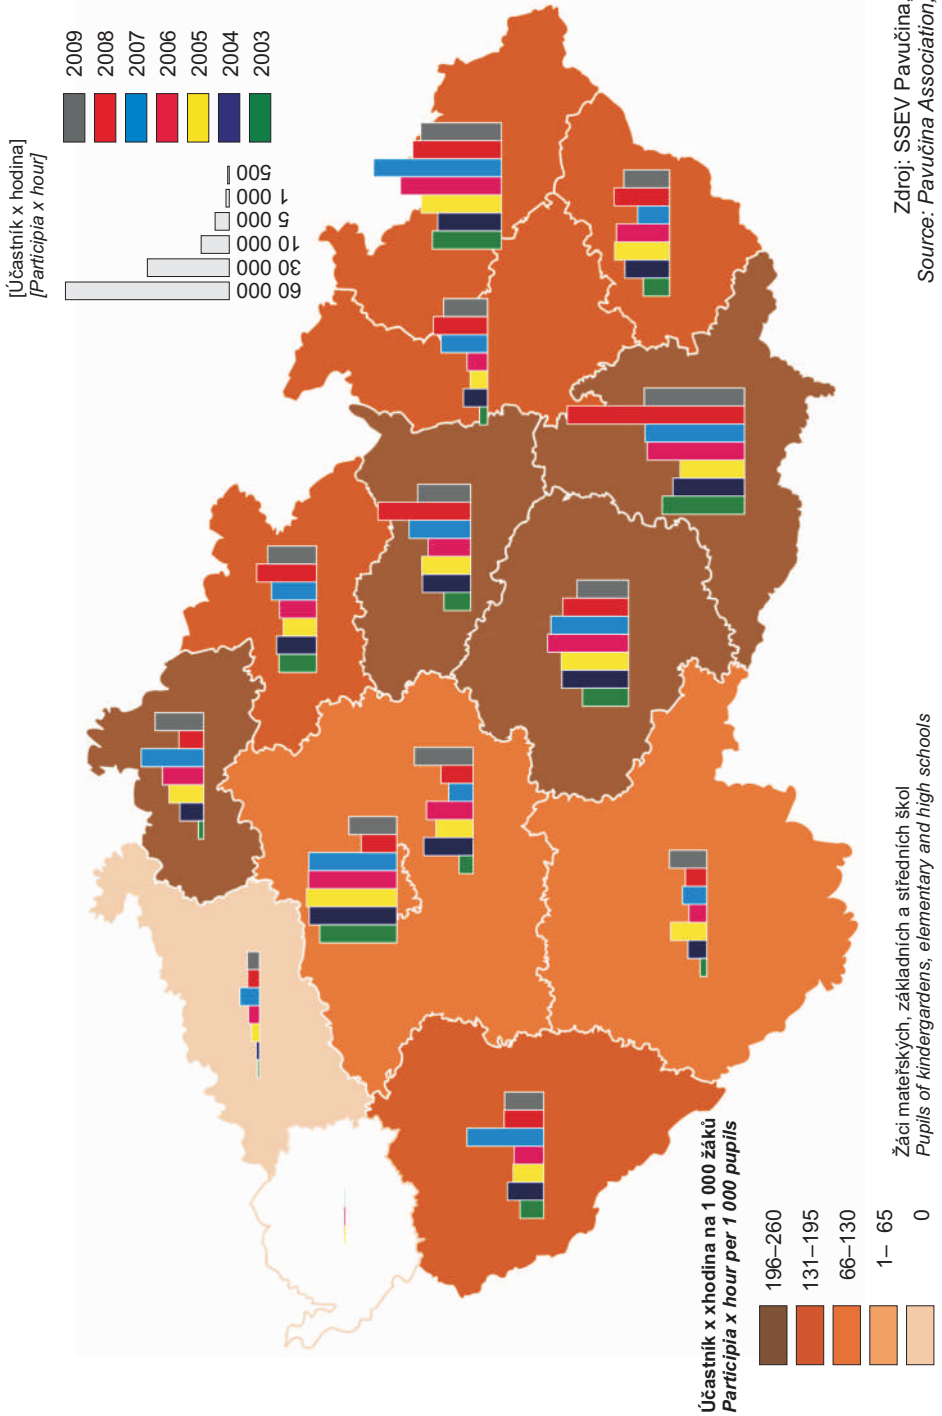 [Účastník x hodina]
[Participia x hour]
60 000
30 000
10 000
5 000
1 000
500
2009
2008
2007
2006
2005
2004
2003
Účastník x xhodina na 1 000 žáků
Participia x hour per 1 000 pupils
196–260
131–195
66–130
1– 65
0
Žáci mateřských, základních a středních škol
Pupils of kindergardens, elementary and high schools
Zdroj: SSEV Pavučina,
Source: Pavučina Association,